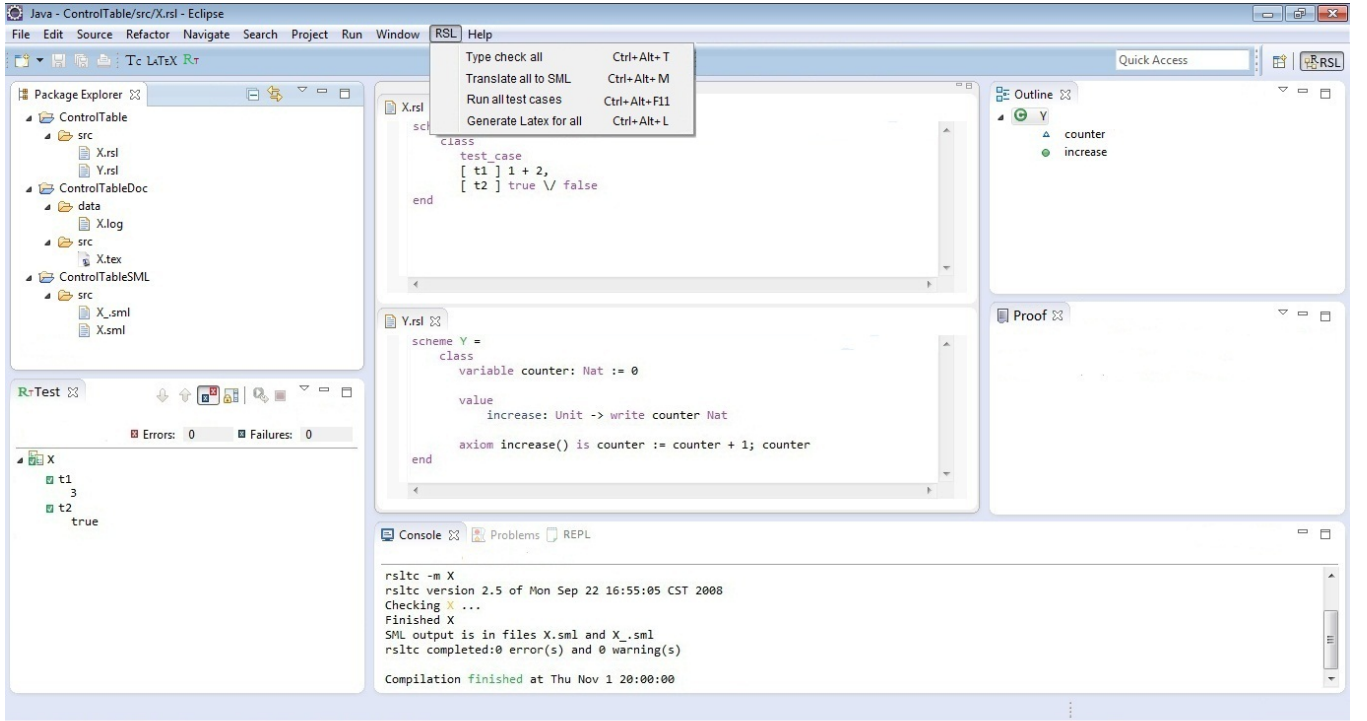 Java - ControlTable/src/X.rsl - Eclipse
File Edit Source Refactor Navigate Search Project Run Window RSL Help
Tc LATEX RT
Quick Access
RSL
Type check all Ctrl+Alt+T
Translate all to SML Ctrl+Alt+M
Run all test cases Ctrl+Alt+F11
Generate Latex for all Ctrl+Alt+L
Package Explorer
ControlTable
src
X.rsl
Y.rsl
ControlTableDoc
data
X.log
src
X.tex
ControlTableSML
src
X_.sml
X.sml
RT Test
Errors: 0 Failures: 0
X
t1
3
t2
true
X.rsl
sch
class
test_case
[ t1 ] 1 + 2,
[ t2 ] true \/ false
end
Y.rsl
scheme Y =
class
variable counter: Nat := 0
value
increase: Unit -> write counter Nat
axiom increase() is counter := counter + 1; counter
end
Console Problems REPL
rsltc -m X
rsltc version 2.5 of Mon Sep 22 16:55:05 CST 2008
Checking X ...
Finished X
SML output is in files X.sml and X_.sml
rsltc completed:0 error(s) and 0 warning(s)
Compilation finished at Thu Nov 1 20:00:00
Outline
Y
counter
increase
Proof